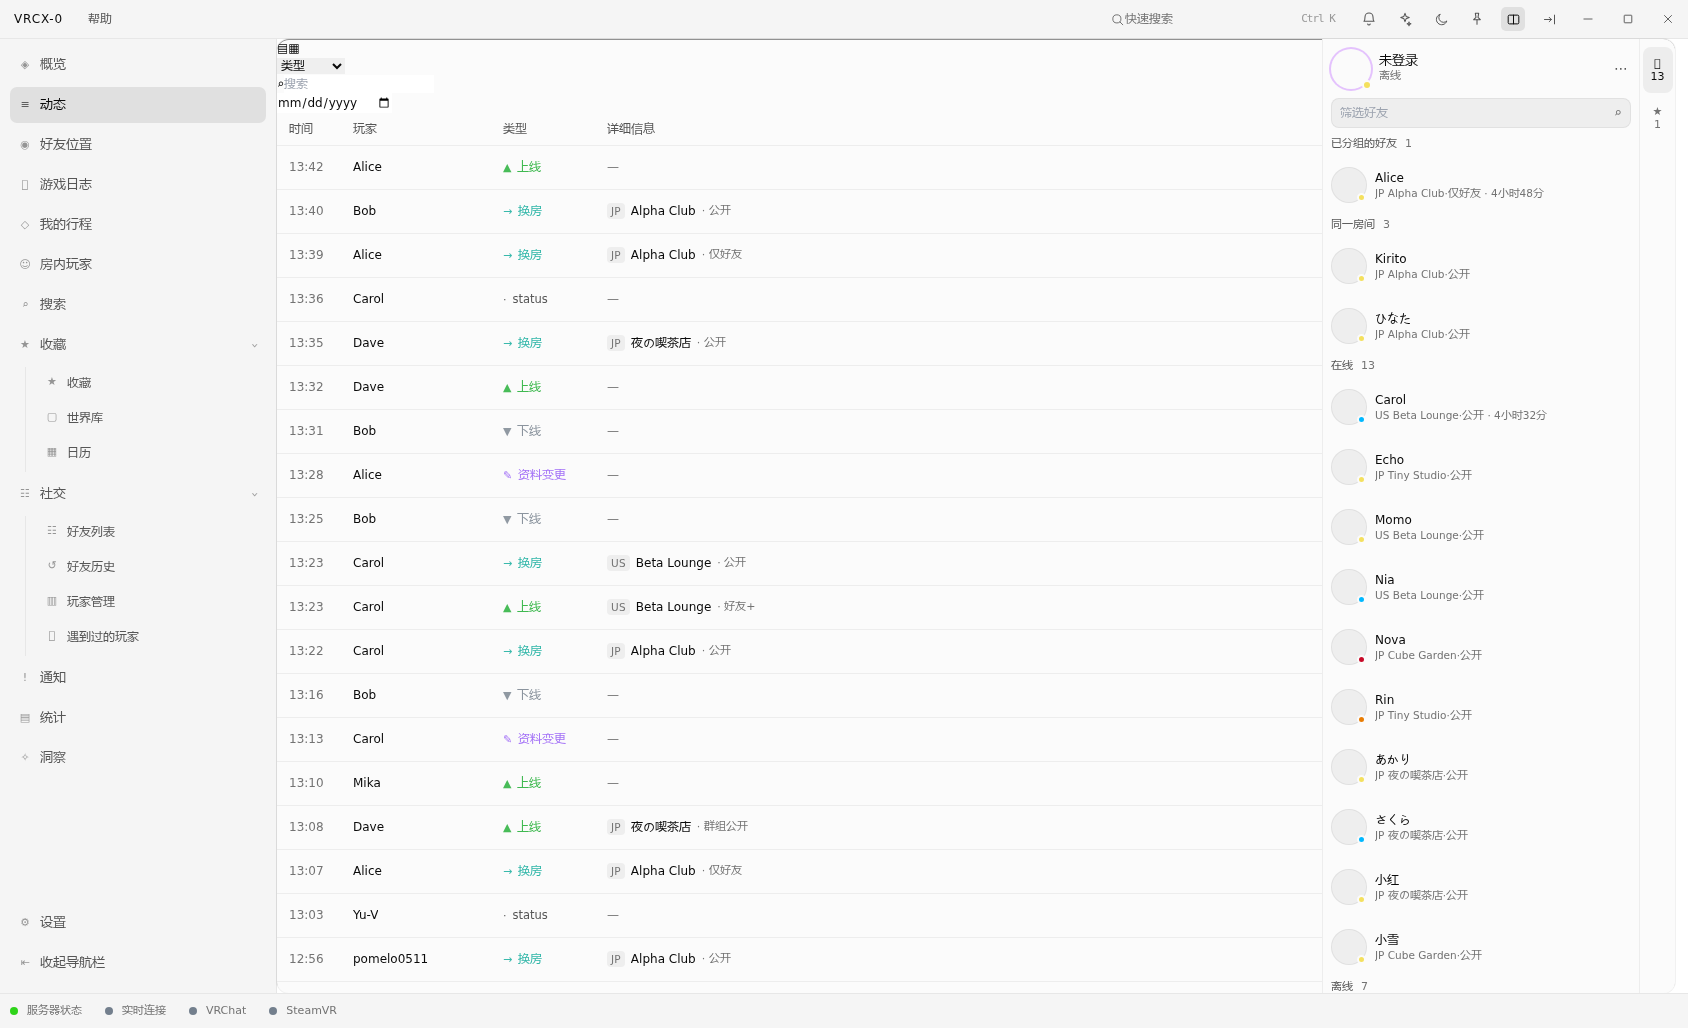 VRCX-0 帮助 快速搜索 Ctrl K
概览
动态
好友位置
游戏日志
我的行程
房内玩家
搜索
收藏
收藏
世界库
日历
社交
好友列表
好友历史
玩家管理
遇到过的玩家
通知
统计
洞察
设置
收起导航栏
类型
搜索
mm/dd/yyyy
时间 玩家 类型 详细信息
13:42 Alice ▲ 上线 —
13:40 Bob → 换房 JP Alpha Club · 公开
13:39 Alice → 换房 JP Alpha Club · 仅好友
13:36 Carol · status —
13:35 Dave → 换房 JP 夜の喫茶店 · 公开
13:32 Dave ▲ 上线 —
13:31 Bob ▼ 下线 —
13:28 Alice ✎ 资料变更 —
13:25 Bob ▼ 下线 —
13:23 Carol → 换房 US Beta Lounge · 公开
13:23 Carol ▲ 上线 US Beta Lounge · 好友+
13:22 Carol → 换房 JP Alpha Club · 公开
13:16 Bob ▼ 下线 —
13:13 Carol ✎ 资料变更 —
13:10 Mika ▲ 上线 —
13:08 Dave ▲ 上线 JP 夜の喫茶店 · 群组公开
13:07 Alice → 换房 JP Alpha Club · 仅好友
13:03 Yu-V · status —
12:56 pomelo0511 → 换房 JP Alpha Club · 公开
未登录
离线
筛选好友
已分组的好友 1
Alice
JP Alpha Club·仅好友 · 4小时48分
同一房间 3
Kirito
JP Alpha Club·公开
ひなた
JP Alpha Club·公开
在线 13
Carol
US Beta Lounge·公开 · 4小时32分
Echo
JP Tiny Studio·公开
Momo
US Beta Lounge·公开
Nia
US Beta Lounge·公开
Nova
JP Cube Garden·公开
Rin
JP Tiny Studio·公开
あかり
JP 夜の喫茶店·公开
さくら
JP 夜の喫茶店·公开
小红
JP 夜の喫茶店·公开
小雪
JP Cube Garden·公开
离线 7
13
★
1
服务器状态 实时连接 VRChat SteamVR